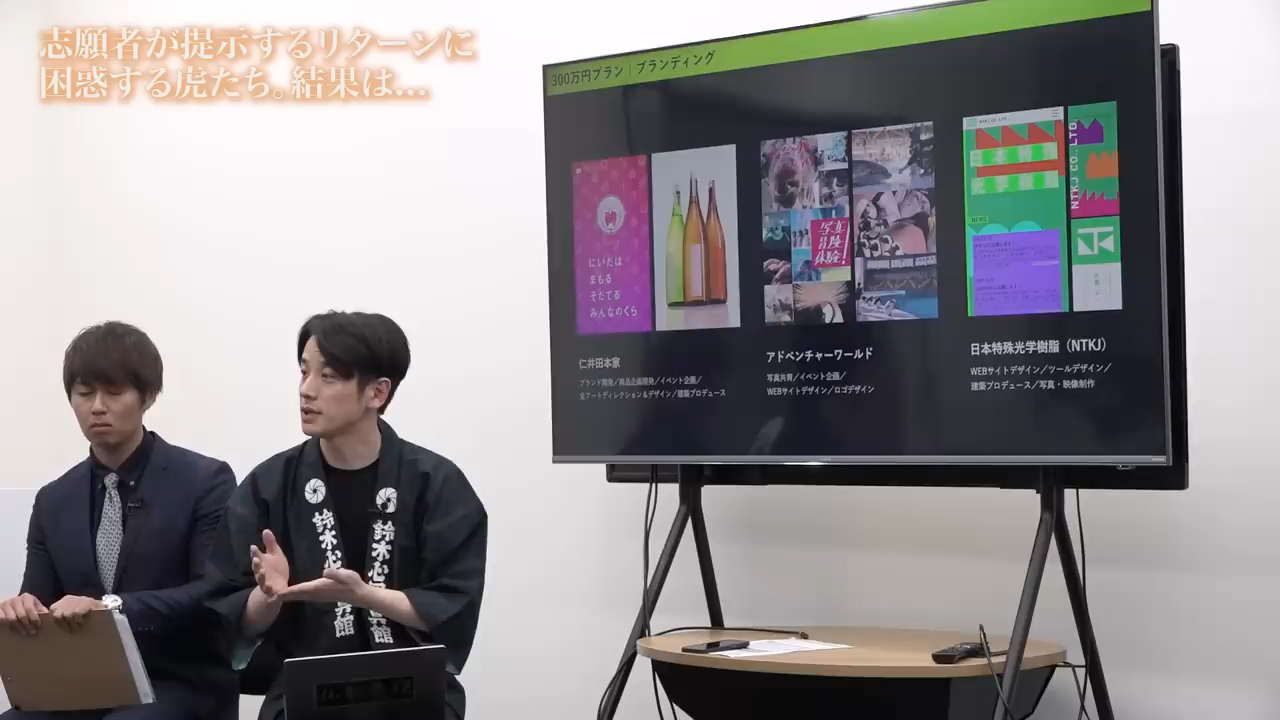 志願者が提示するリターンに
困惑する虎たち。結果は…
300万円プラン｜ブランディング
にいだは
まもる
そだてる
みんなのくら
写真
冒険
体験!
NTKJ CO.,LTD.
NEWS
仁井田本家
ブランド開発／商品企画開発／イベント企画／
全アートディレクション&デザイン／建築プロデュース
アドベンチャーワールド
写真共育／イベント企画／
WEBサイトデザイン／ロゴデザイン
日本特殊光学樹脂（NTKJ）
WEBサイトデザイン／ツールデザイン／
建築プロデュース／写真・映像制作
鈴木心
鈴木心写真館